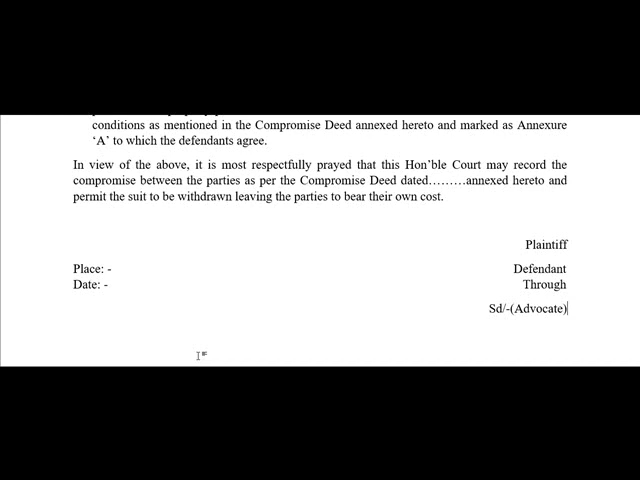 conditions as mentioned in the Compromise Deed annexed hereto and marked as Annexure
‘A’ to which the defendants agree.
In view of the above, it is most respectfully prayed that this Hon’ble Court may record the
compromise between the parties as per the Compromise Deed dated………annexed hereto and
permit the suit to be withdrawn leaving the parties to bear their own cost.
Plaintiff
Place: - Defendant
Date: - Through
Sd/-(Advocate)